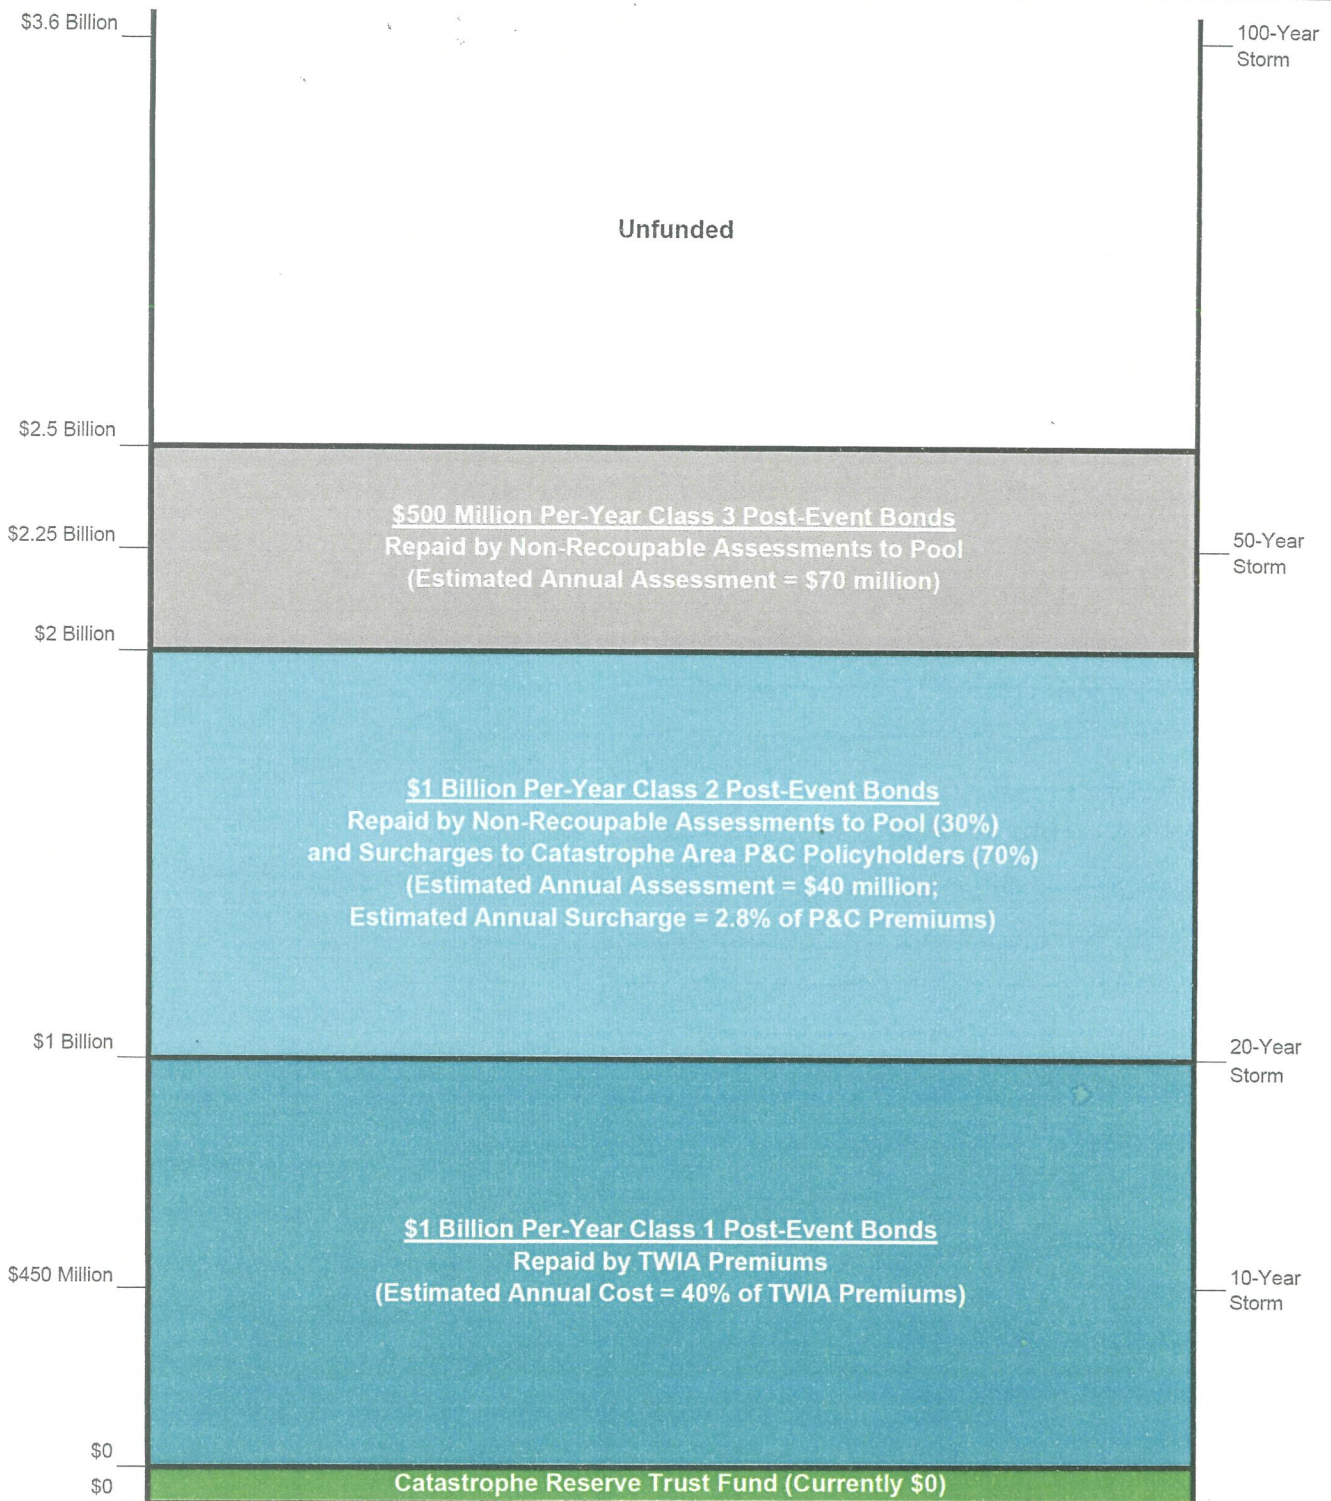 $3.6 Billion
100-Year
Storm
Unfunded
$2.5 Billion
$500 Million Per-Year Class 3 Post-Event Bonds
Repaid by Non-Recoupable Assessments to Pool
(Estimated Annual Assessment = $70 million)
$2.25 Billion
50-Year
Storm
$2 Billion
$1 Billion Per-Year Class 2 Post-Event Bonds
Repaid by Non-Recoupable Assessments to Pool (30%)
and Surcharges to Catastrophe Area P&C Policyholders (70%)
(Estimated Annual Assessment = $40 million;
Estimated Annual Surcharge = 2.8% of P&C Premiums)
$1 Billion
20-Year
Storm
$1 Billion Per-Year Class 1 Post-Event Bonds
Repaid by TWIA Premiums
(Estimated Annual Cost = 40% of TWIA Premiums)
$450 Million
10-Year
Storm
$0
$0
Catastrophe Reserve Trust Fund (Currently $0)